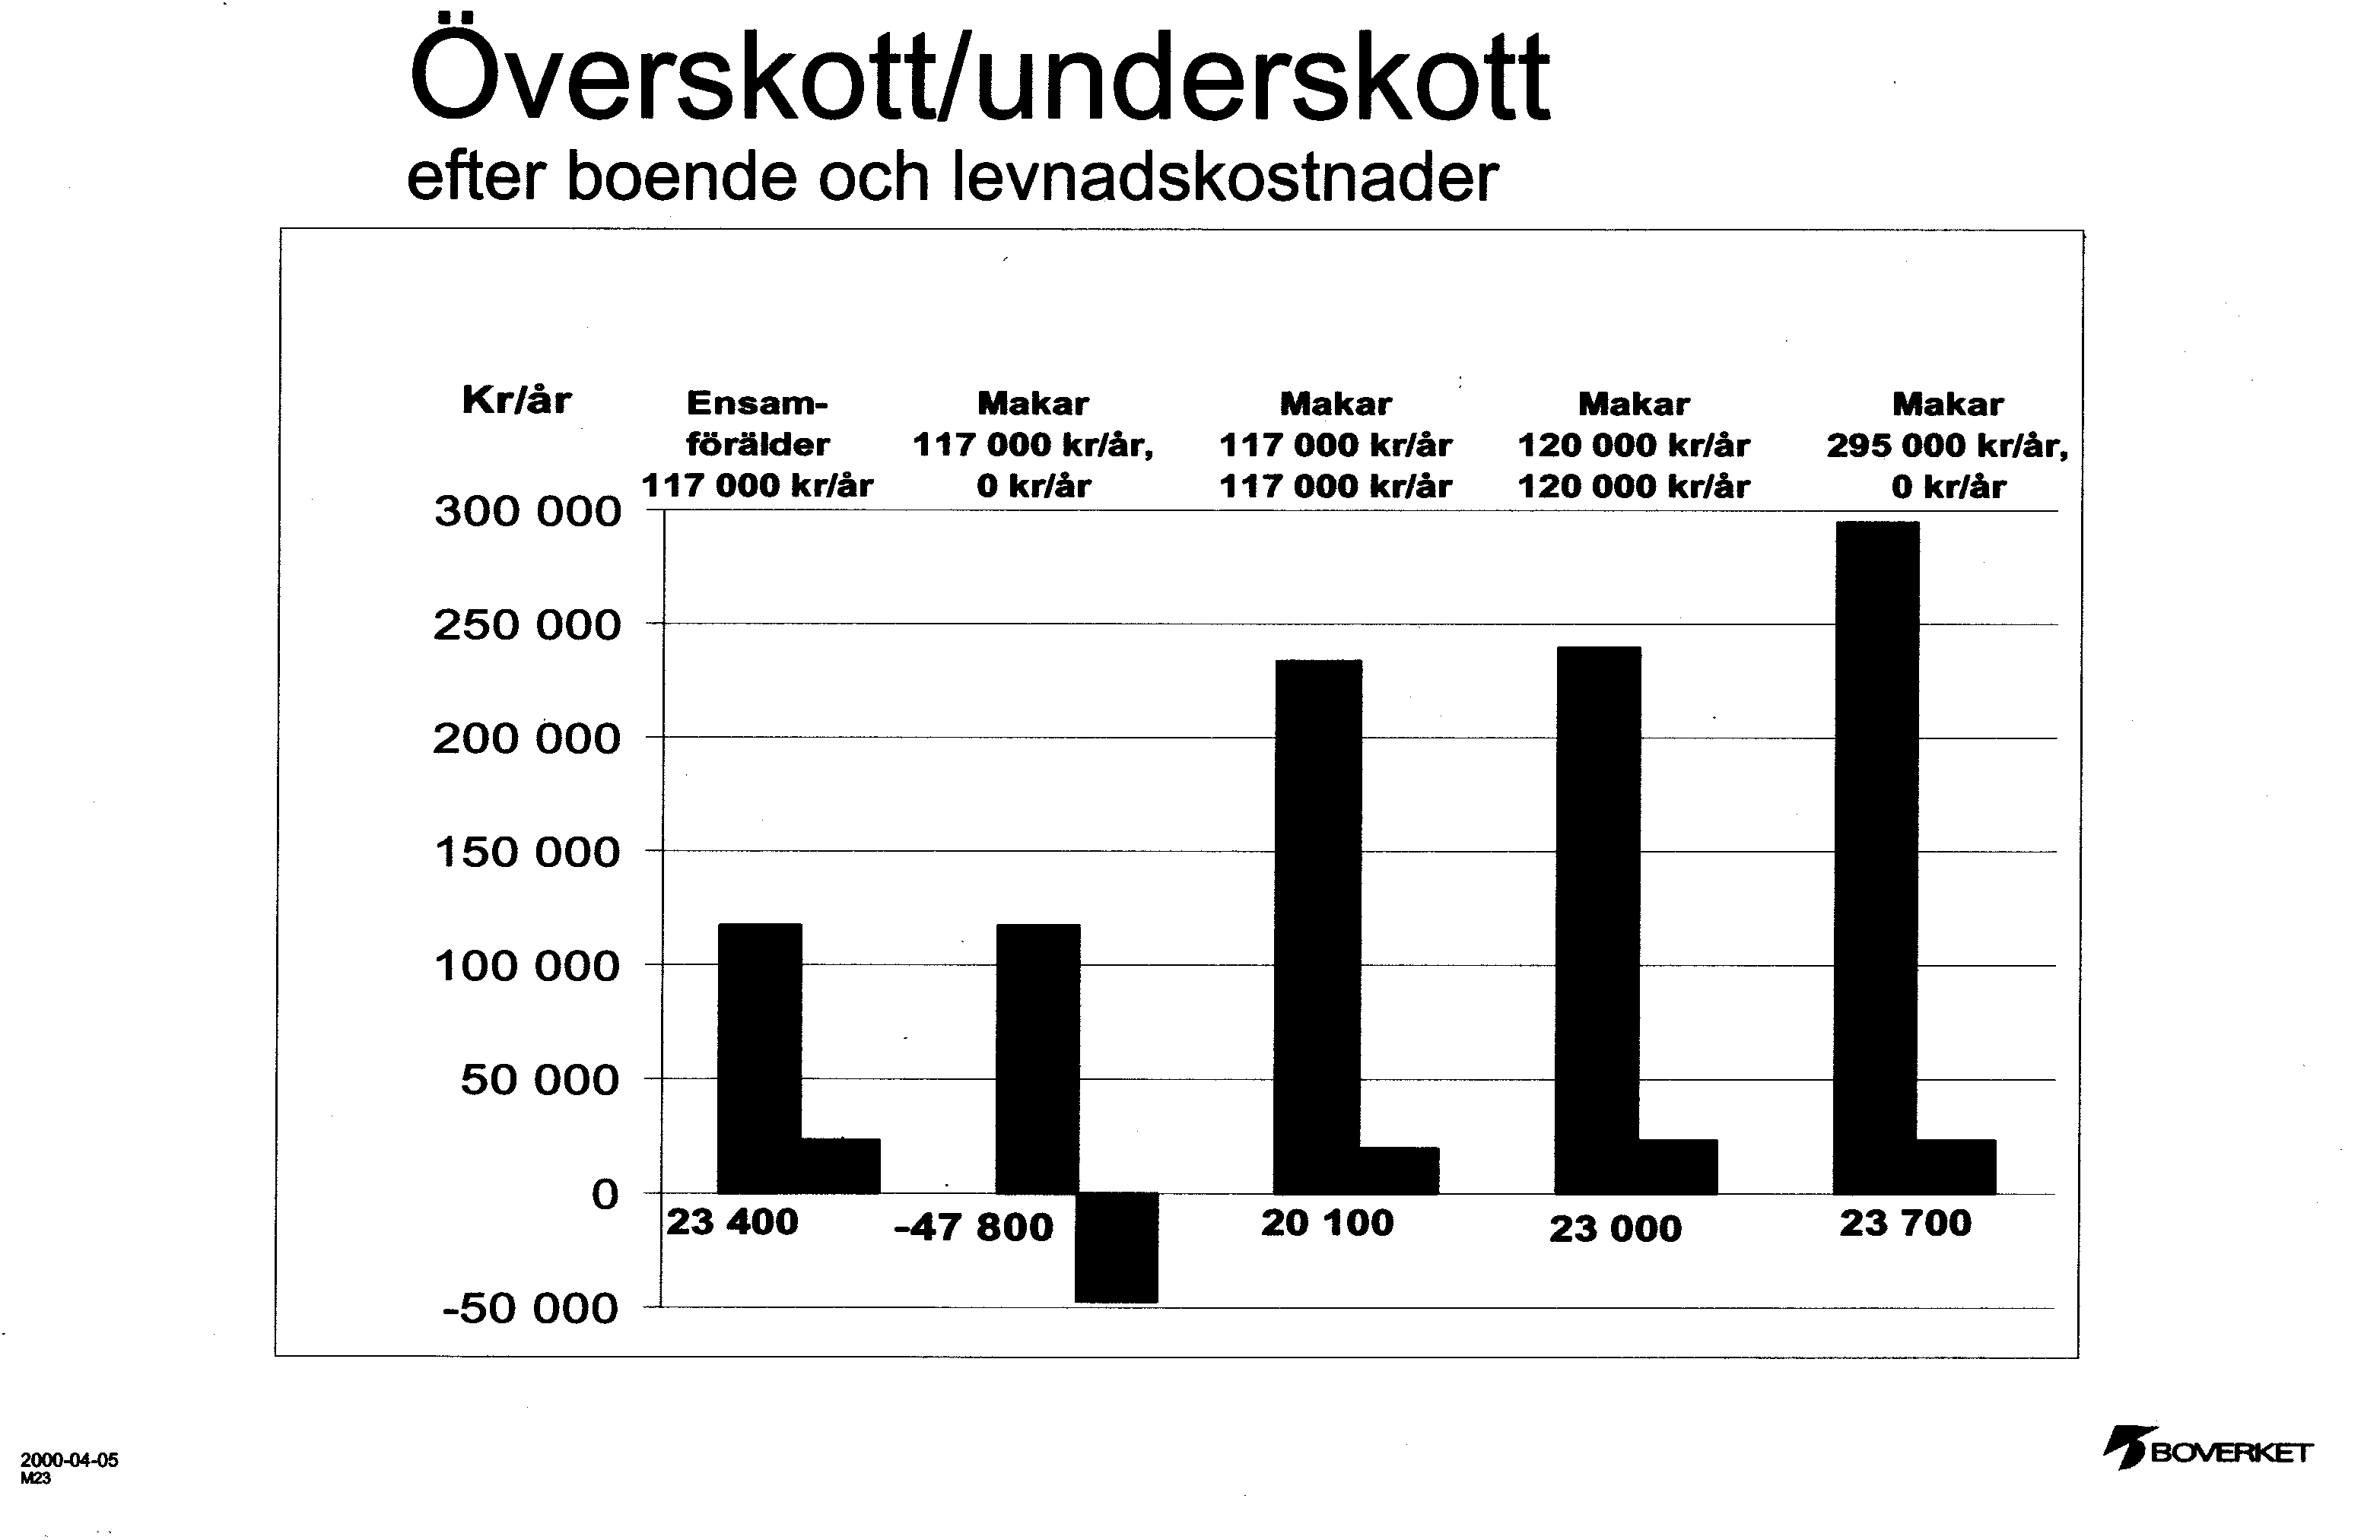 Överskott/underskott
efter boende och levnadskostnader
Kr/år
Ensam-
förälder
117 000 kr/år
Makar
117 000 kr/år,
0 kr/år
Makar
117 000 kr/år
117 000 kr/år
Makar
120 000 kr/år
120 000 kr/år
Makar
295 000 kr/år,
0 kr/år
300 000
250 000
200 000
150 000
100 000
50 000
0
-50 000
23 400
-47 800
20 100
23 000
23 700
2000-04-05
M23
BOVERKET